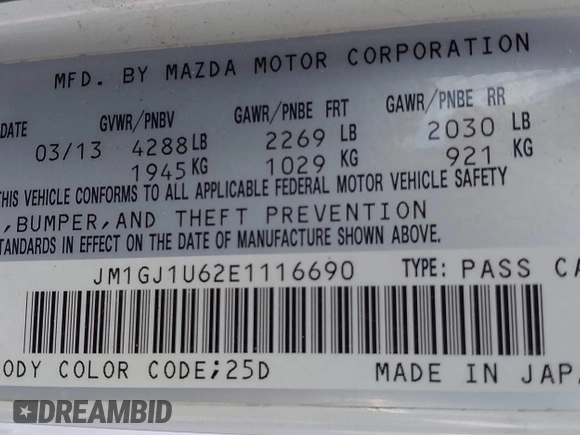 MFD. BY MAZDA MOTOR CORPORATION
DATE GVWR/PNBV GAWR/PNBE FRT GAWR/PNBE RR
03/13 4288 LB 2269 LB 2030 LB
1945 KG 1029 KG 921 KG
THIS VEHICLE CONFORMS TO ALL APPLICABLE FEDERAL MOTOR VEHICLE SAFETY
,BUMPER,AND THEFT PREVENTION
STANDARDS IN EFFECT ON THE DATE OF MANUFACTURE SHOWN ABOVE.
JM1GJ1U62E1116690 TYPE: PASS CA
ODY COLOR CODE;25D MADE IN JAPA
DREAMBID